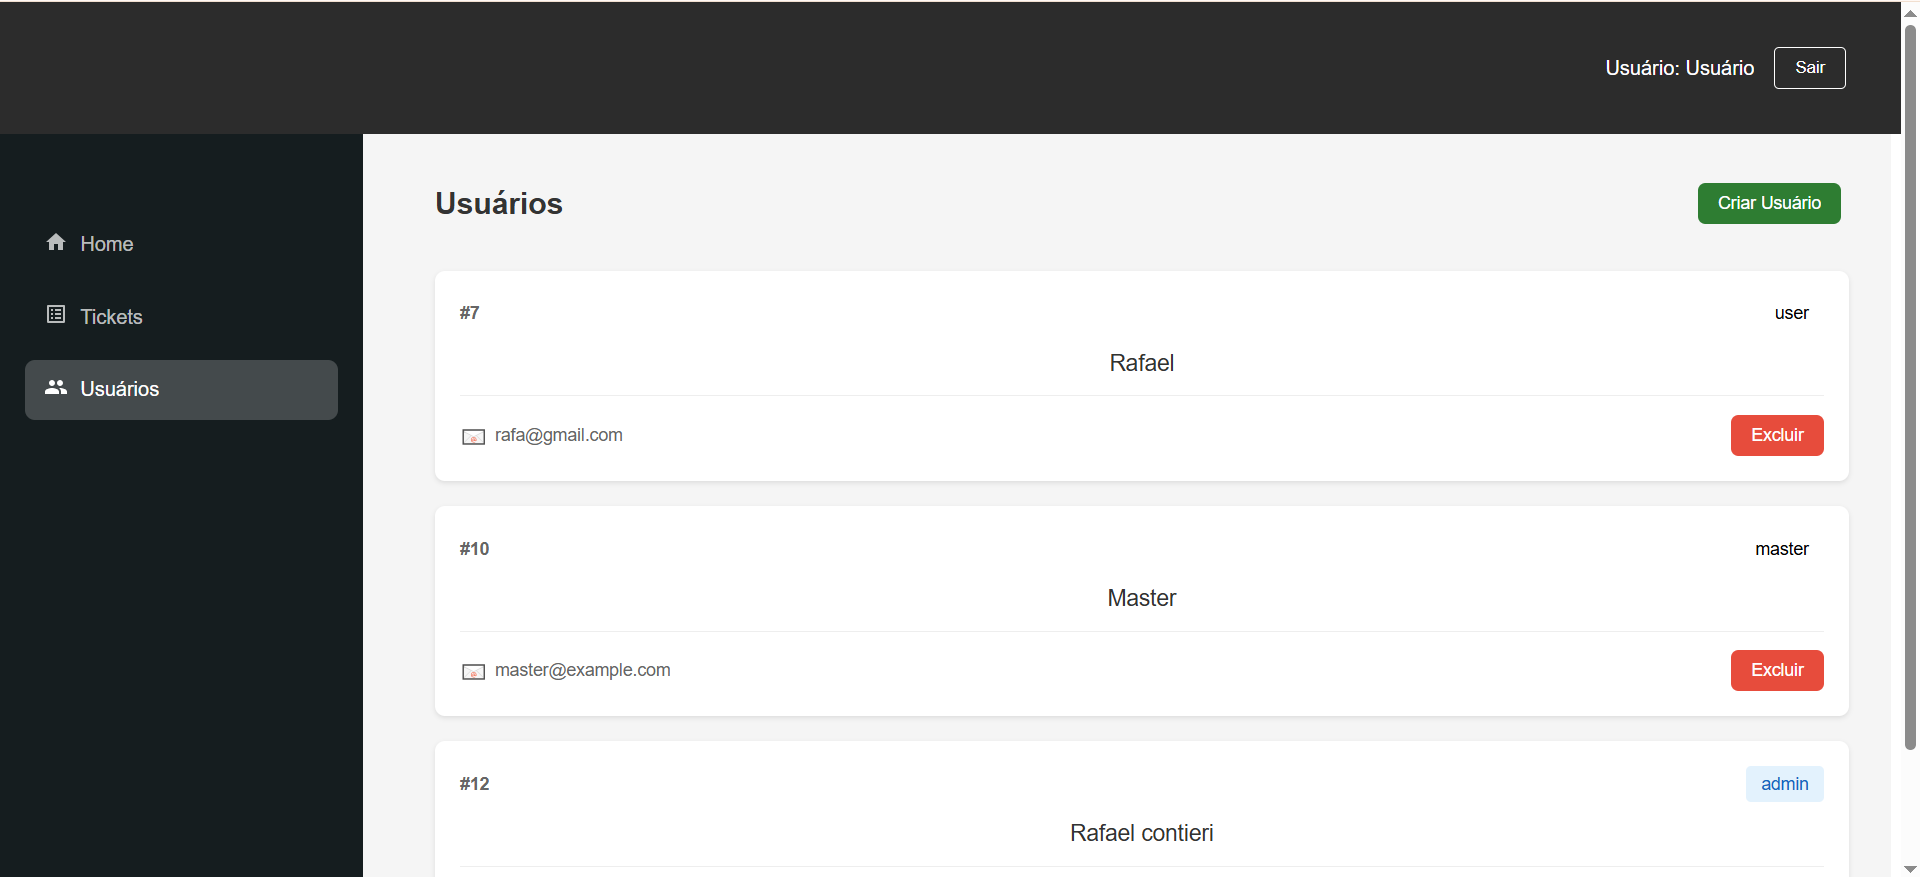 Usuário: Usuário
Sair
Home
Tickets
Usuários
Usuários
Criar Usuário
#7
user
Rafael
rafa@gmail.com
Excluir
#10
master
Master
master@example.com
Excluir
#12
admin
Rafael contieri